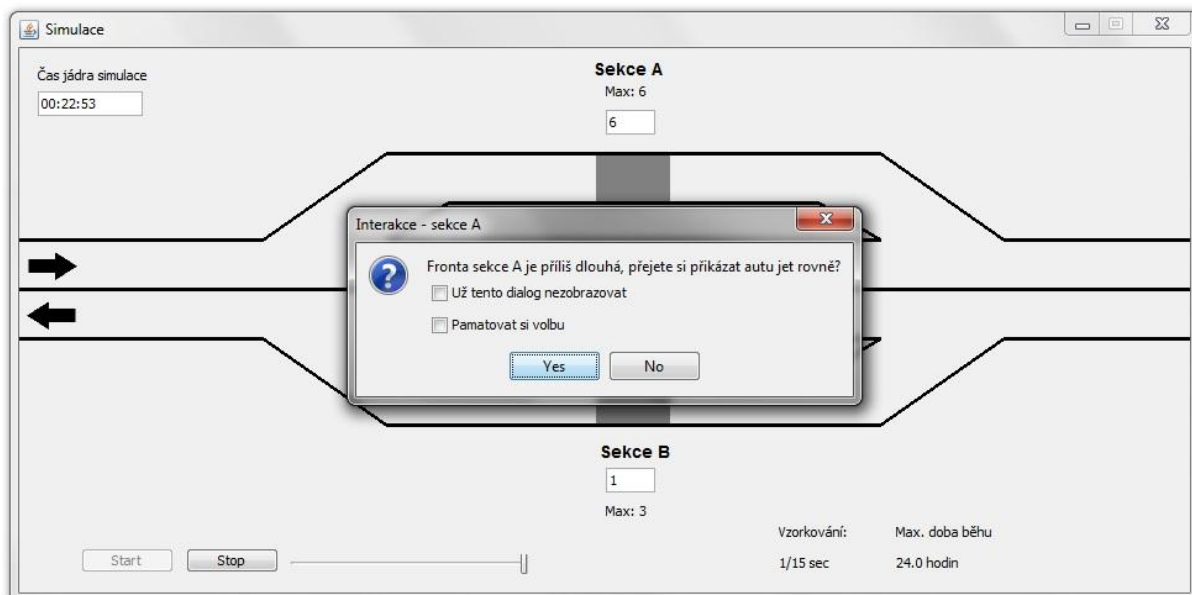 Simulace
Čas jádra simulace
00:22:53
Sekce A
Max: 6
6
Interakce - sekce A
Fronta sekce A je příliš dlouhá, přejete si přikázat autu jet rovně?
Už tento dialog nezobrazovat
Pamatovat si volbu
Yes No
Sekce B
1
Max: 3
Vzorkování: Max. doba běhu
Start Stop 1/15 sec 24.0 hodin